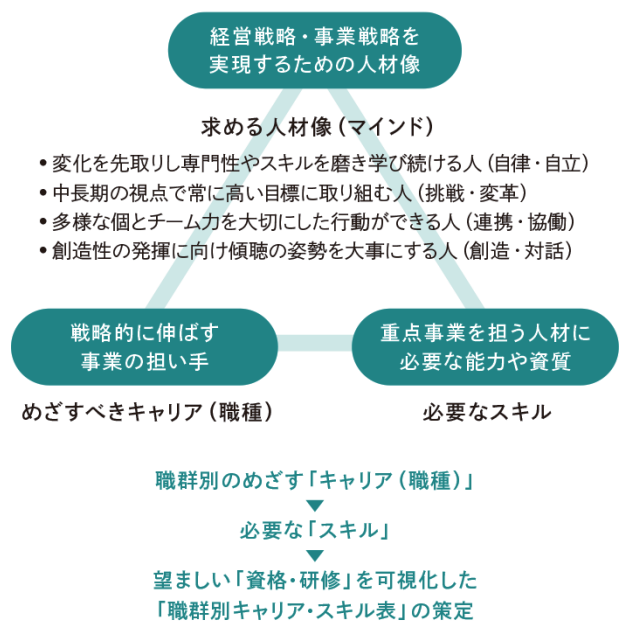 経営戦略・事業戦略を
実現するための人材像
求める人材像（マインド）
• 変化を先取りし専門性やスキルを磨き学び続ける人（自律・自立）
• 中長期の視点で常に高い目標に取り組む人（挑戦・変革）
• 多様な個とチーム力を大切にした行動ができる人（連携・協働）
• 創造性の発揮に向け傾聴の姿勢を大事にする人（創造・対話）
戦略的に伸ばす
事業の担い手
めざすべきキャリア（職種）
重点事業を担う人材に
必要な能力や資質
必要なスキル
職群別のめざす「キャリア（職種）」
▼
必要な「スキル」
▼
望ましい「資格・研修」を可視化した
「職群別キャリア・スキル表」の策定